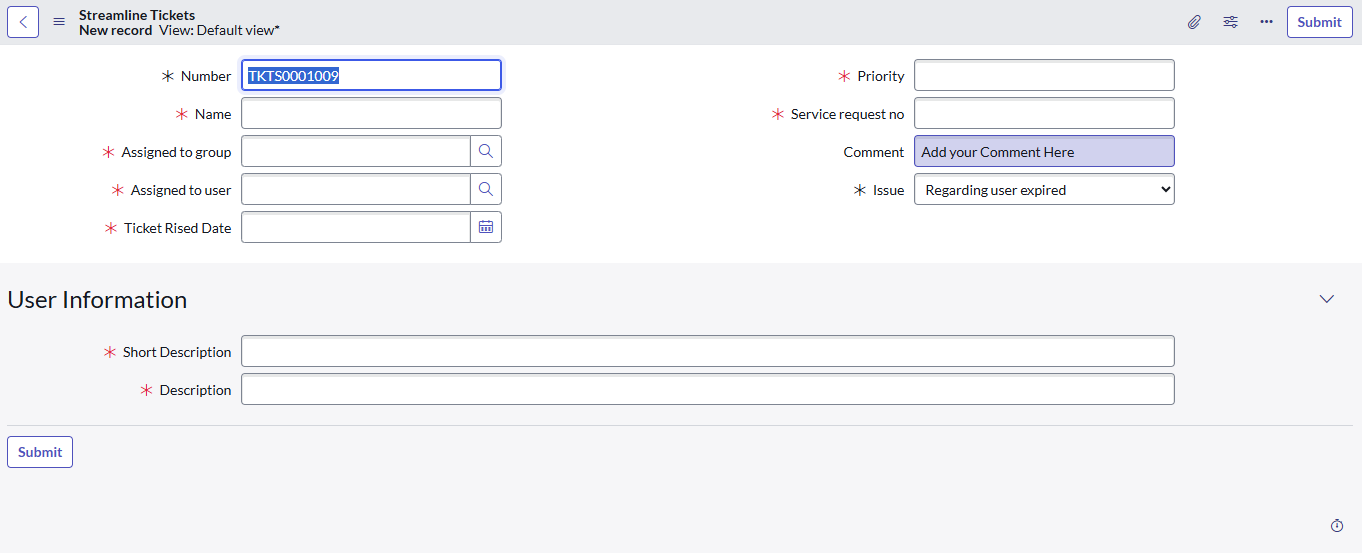 Streamline Tickets
New record View: Default view*
Submit
Number TKTS0001009
Name
Assigned to group
Assigned to user
Ticket Rised Date
Priority
Service request no
Comment Add your Comment Here
Issue Regarding user expired
User Information
Short Description
Description
Submit